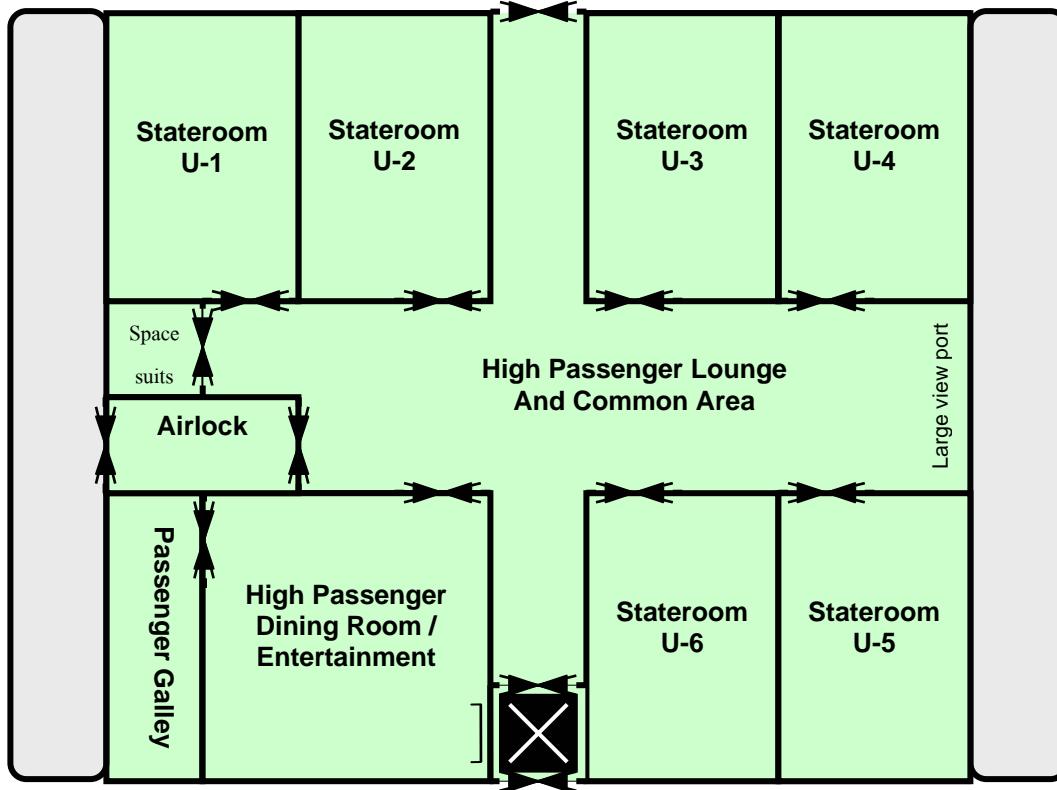 Stateroom
U-1
Stateroom
U-2
Stateroom
U-3
Stateroom
U-4
Space
suits
High Passenger Lounge
And Common Area
Large view port
Airlock
Passenger Galley
High Passenger
Dining Room /
Entertainment
Stateroom
U-6
Stateroom
U-5